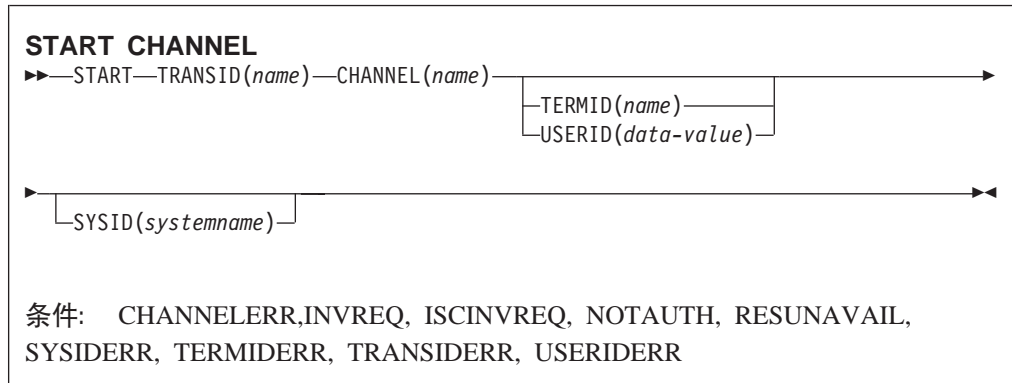 START CHANNEL
START TRANSID(name) CHANNEL(name)
TERMID(name)
USERID(data-value)
SYSID(systemname)
条件: CHANNELERR,INVREQ, ISCINVREQ, NOTAUTH, RESUNAVAIL,
SYSIDERR, TERMIDERR, TRANSIDERR, USERIDERR